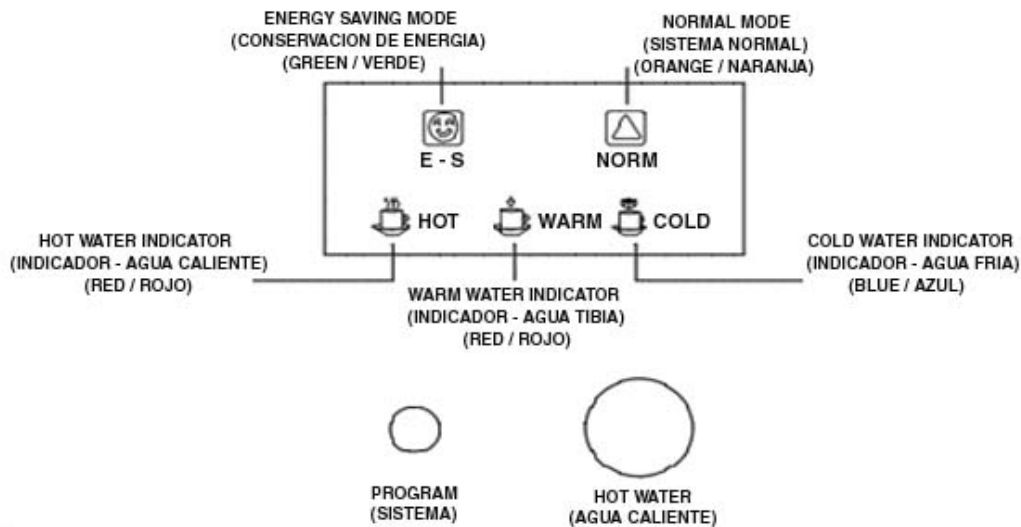 ENERGY SAVING MODE
(CONSERVACION DE ENERGIA)
(GREEN / VERDE)
NORMAL MODE
(SISTEMA NORMAL)
(ORANGE / NARANJA)
E - S
NORM
HOT
WARM
COLD
HOT WATER INDICATOR
(INDICADOR - AGUA CALIENTE)
(RED / ROJO)
WARM WATER INDICATOR
(INDICADOR - AGUA TIBIA)
(RED / ROJO)
COLD WATER INDICATOR
(INDICADOR - AGUA FRIA)
(BLUE / AZUL)
PROGRAM
(SISTEMA)
HOT WATER
(AGUA CALIENTE)